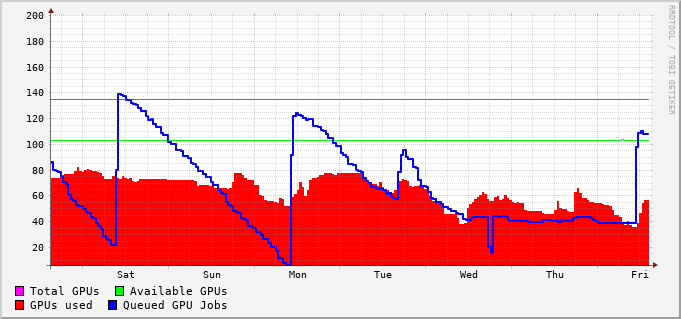 200
180
160
140
120
100
80
60
40
20
Sat Sun Mon Tue Wed Thu Fri
Total GPUs Available GPUs
GPUs used Queued GPU Jobs
RRDTOOL / TOBI OETIKER